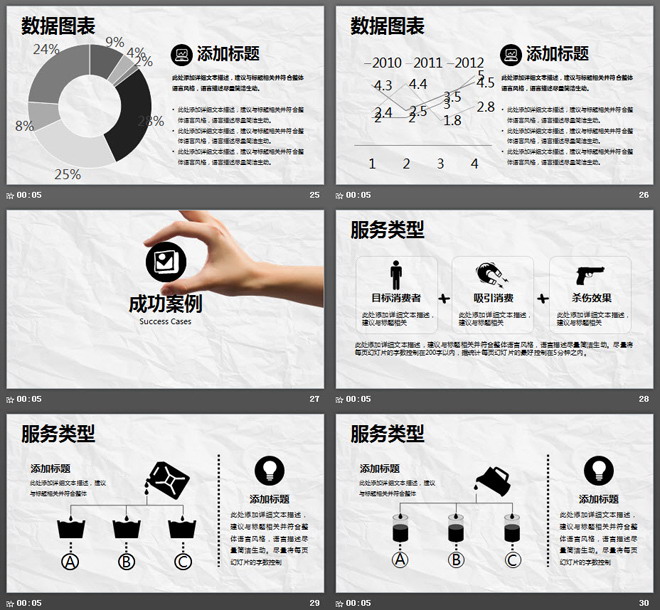 数据图表
24%
9%
4%
2%
28%
25%
8%
添加标题
此处添加详细文本描述，建议与标题相关并符合整体
语言风格，语言描述尽量简洁生动。
• 此处添加详细文本描述，建议与标题相关并符合整
体语言风格，语言描述尽量简洁生动。
• 此处添加详细文本描述，建议与标题相关并符合整
体语言风格，语言描述尽量简洁生动。
• 此处添加详细文本描述，建议与标题相关并符合整
体语言风格，语言描述尽量简洁生动。
00:05
25
数据图表
2010 2011 2012
4.3
2.4
2
4.4
2.5
2
3.5
3
1.8
5
4.5
2.8
1 2 3 4
添加标题
此处添加详细文本描述，建议与标题相关并符合整体
语言风格，语言描述尽量简洁生动。
• 此处添加详细文本描述，建议与标题相关并符合整
体语言风格，语言描述尽量简洁生动。
• 此处添加详细文本描述，建议与标题相关并符合整
体语言风格，语言描述尽量简洁生动。
• 此处添加详细文本描述，建议与标题相关并符合整
体语言风格，语言描述尽量简洁生动。
00:05
26
成功案例
Success Cases
00:05
27
服务类型
目标消费者
此处添加详细文本描述，
建议与标题相关
+
吸引消费
此处添加详细文本描述，
建议与标题相关
+
杀伤效果
此处添加详细文本描述，
建议与标题相关
此处添加详细文本描述，建议与标题相关并符合整体语言风格，语言描述尽量简洁生动。尽量将
每页幻灯片的字数控制在200字以内，据统计每页幻灯片的最好控制在5分钟之内。
00:05
28
服务类型
添加标题
此处添加详细文本描述，建议
与标题相关并符合整体
A B C
添加标题
此处添加详细文本描述，
建议与标题相关并符合整
体语言风格，语言描述尽
量简洁生动。尽量将每页
幻灯片的字数控制
00:05
29
服务类型
添加标题
此处添加详细文本描述，建议
与标题相关并符合整体
A B C
添加标题
此处添加详细文本描述，
建议与标题相关并符合整
体语言风格，语言描述尽
量简洁生动。尽量将每页
幻灯片的字数控制
00:05
30